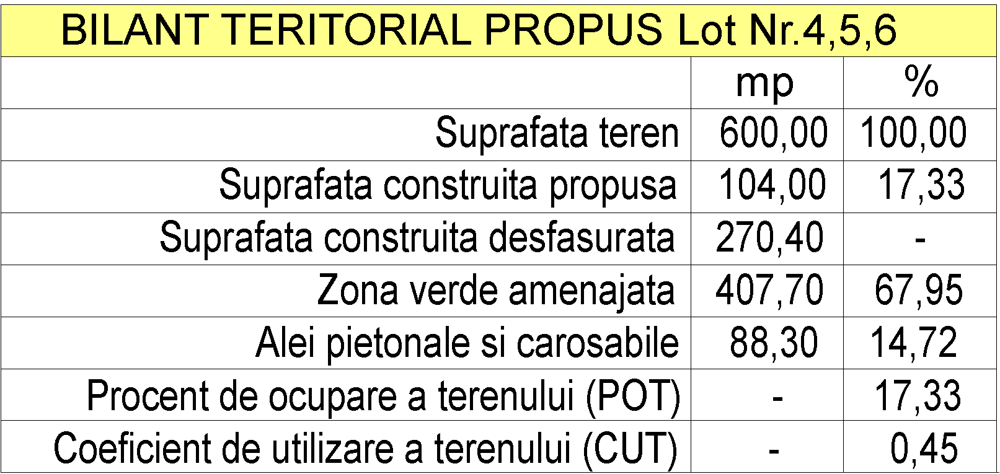 BILANT TERITORIAL PROPUS Lot Nr.4,5,6
mp %
Suprafata teren 600,00 100,00
Suprafata construita propusa 104,00 17,33
Suprafata construita desfasurata 270,40 -
Zona verde amenajata 407,70 67,95
Alei pietonale si carosabile 88,30 14,72
Procent de ocupare a terenului (POT) - 17,33
Coeficient de utilizare a terenului (CUT) - 0,45